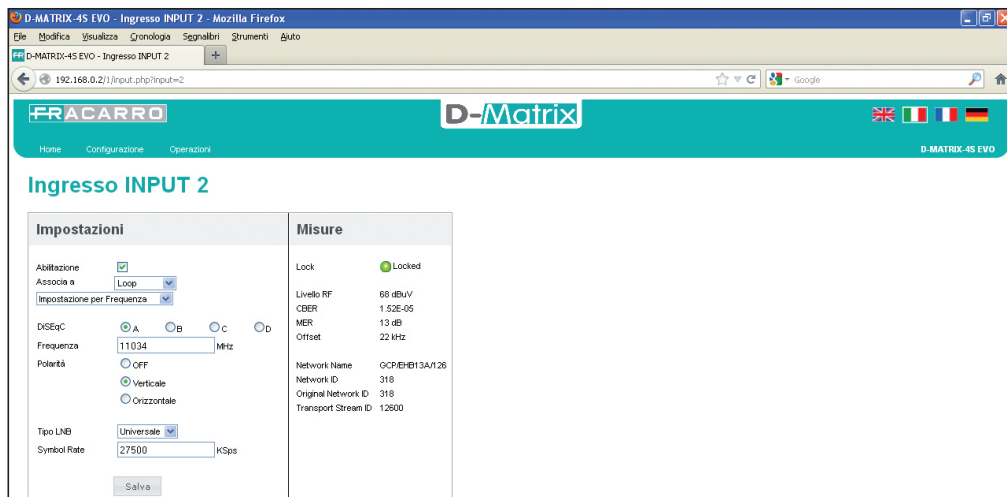 D-MATRIX-4S EVO - Ingresso INPUT 2 - Mozilla Firefox
File Modifica Visualizza Cronologia Segnalibri Strumenti Aiuto
FR D-MATRIX-4S EVO - Ingresso INPUT 2 +
192.168.0.2/1/input.php?input=2 Google
FRACARRO D-Matrix
Home Configurazione Operazioni D-MATRIX-4S EVO
Ingresso INPUT 2
Impostazioni
Abilitazione
Associa a Loop
Impostazione per Frequenza
DiSEqC A B C D
Frequenza 11034 MHz
Polarità OFF
Verticale
Orizzontale
Tipo LNB Universale
Symbol Rate 27500 KSps
Salva
Misure
Lock Locked
Livello RF 68 dBuV
CBER 1.52E-05
MER 13 dB
Offset 22 kHz
Network Name GCP/EHB13A/126
Network ID 318
Original Network ID 318
Transport Stream ID 12600